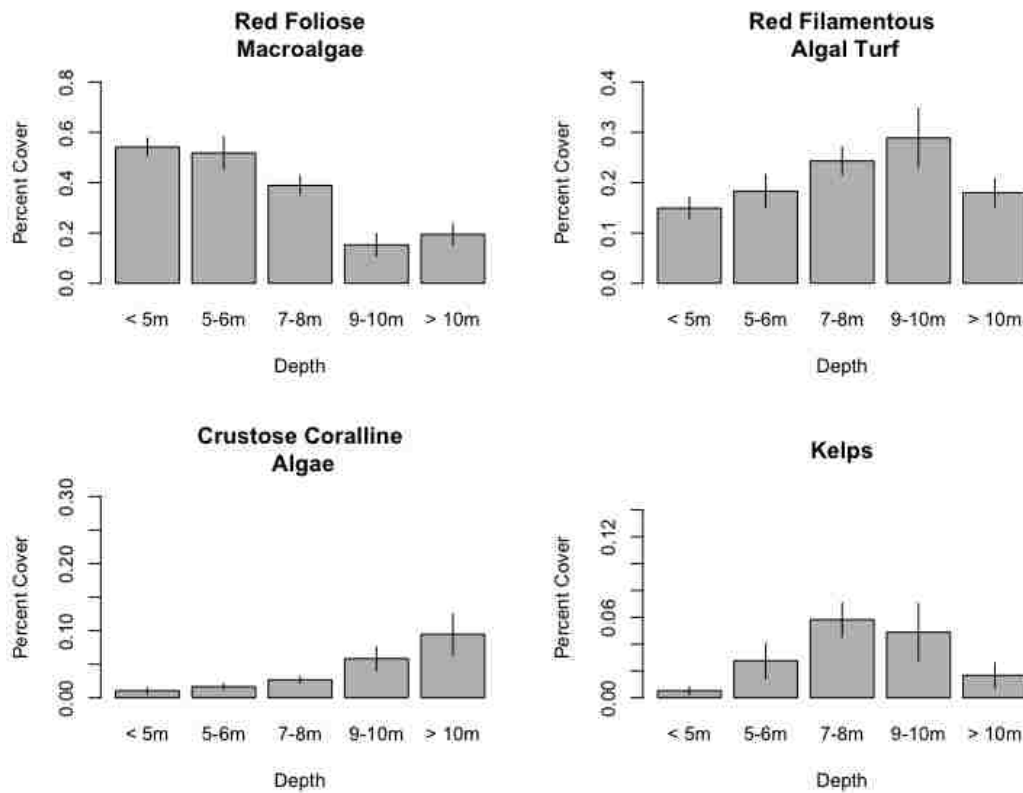 Red Foliose
Macroalgae
Percent Cover
0.0 0.2 0.4 0.6 0.8
< 5m 5-6m 7-8m 9-10m > 10m
Depth
Red Filamentous
Algal Turf
Percent Cover
0.0 0.1 0.2 0.3 0.4
< 5m 5-6m 7-8m 9-10m > 10m
Depth
Crustose Coralline
Algae
Percent Cover
0.00 0.10 0.20 0.30
< 5m 5-6m 7-8m 9-10m > 10m
Depth
Kelps
Percent Cover
0.00 0.06 0.12
< 5m 5-6m 7-8m 9-10m > 10m
Depth